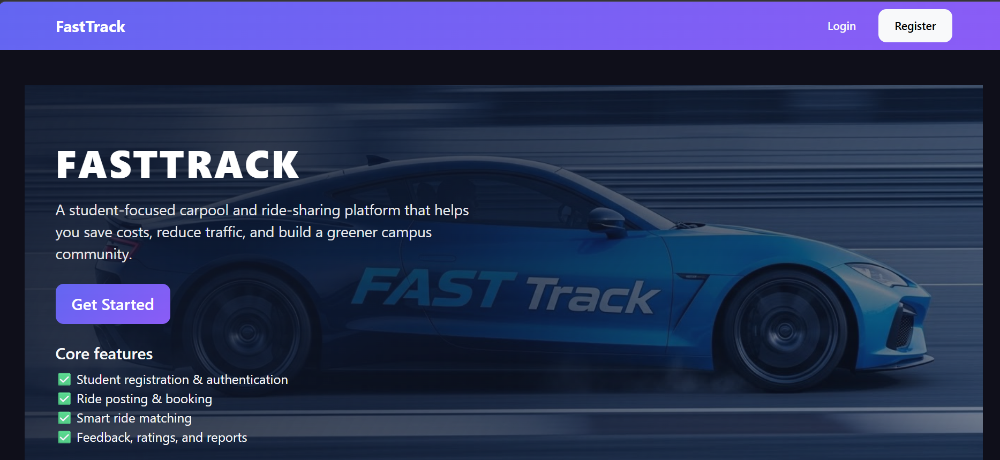 FastTrack
Login
Register
FASTTRACK
A student-focused carpool and ride-sharing platform that helps
you save costs, reduce traffic, and build a greener campus
community.
FAST Track
Get Started
Core features
✅ Student registration & authentication
✅ Ride posting & booking
✅ Smart ride matching
✅ Feedback, ratings, and reports